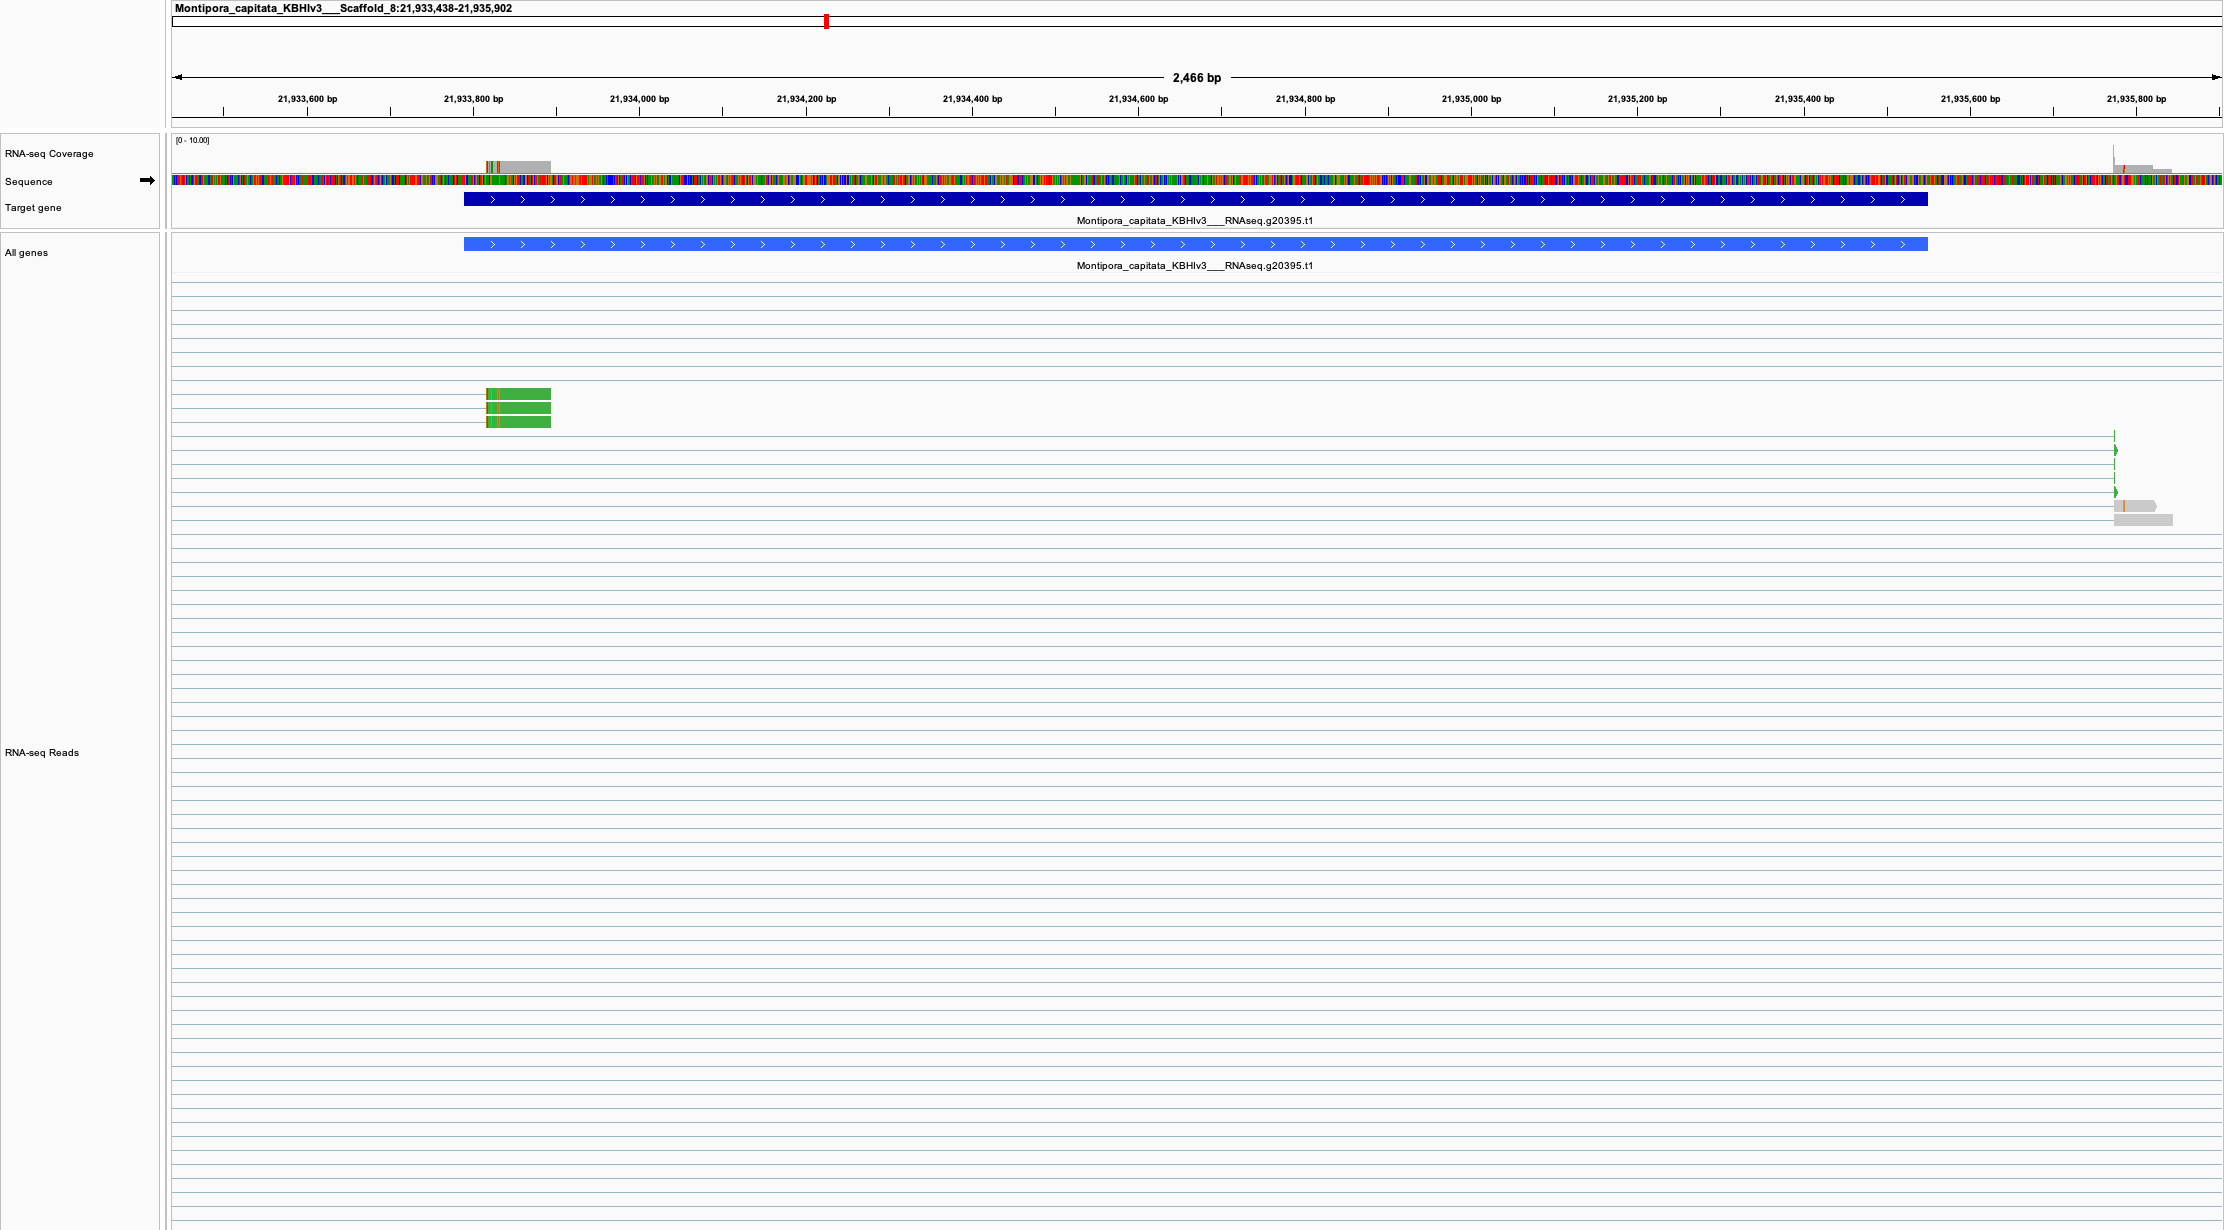 Montipora_capitata_KBHIv3___Scaffold_8:21,933,438-21,935,902
2,466 bp
21,933,600 bp 21,933,800 bp 21,934,000 bp 21,934,200 bp 21,934,400 bp 21,934,600 bp 21,934,800 bp 21,935,000 bp 21,935,200 bp 21,935,400 bp 21,935,600 bp 21,935,800 bp
[0 - 10.00]
RNA-seq Coverage
Sequence
Target gene
Montipora_capitata_KBHIv3___RNAseq.g20395.t1
All genes
Montipora_capitata_KBHIv3___RNAseq.g20395.t1
RNA-seq Reads